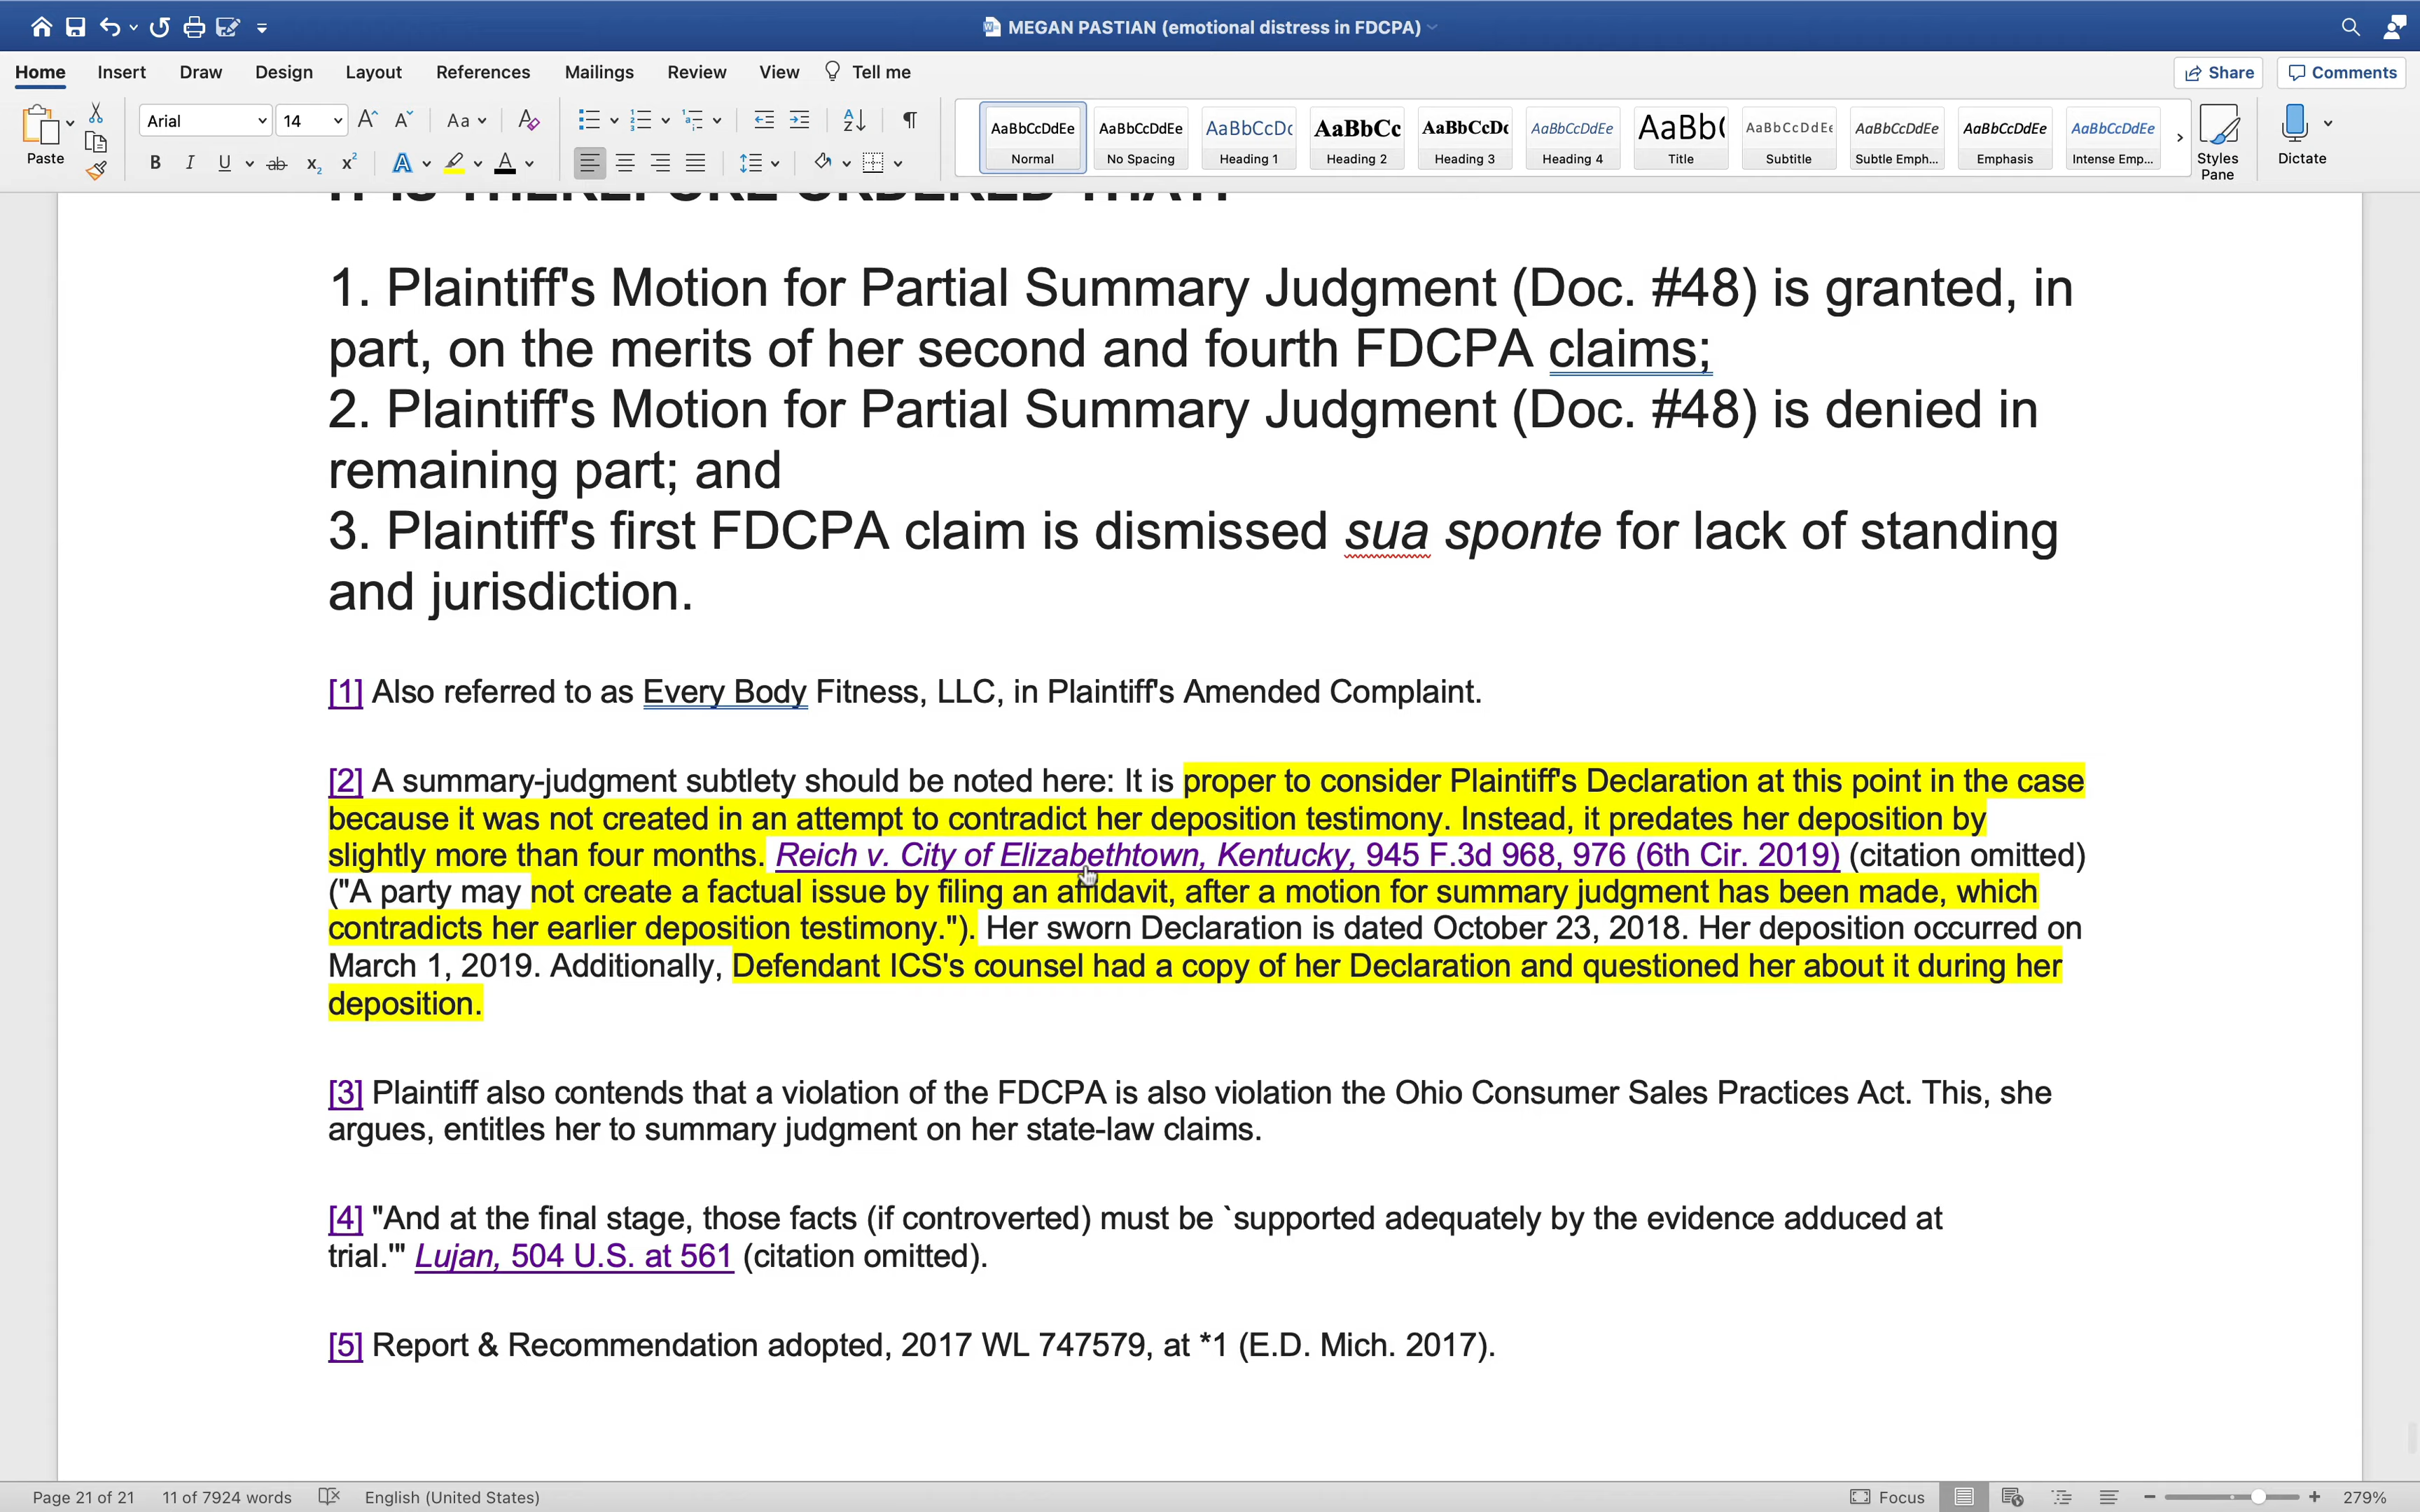 MEGAN PASTIAN (emotional distress in FDCPA)
Home Insert Draw Design Layout References Mailings Review View Tell me Share Comments
Paste
Arial 14
AaBbCcDdEe Normal
AaBbCcDdEe No Spacing
AaBbCcDc Heading 1
AaBbCc Heading 2
AaBbCcDc Heading 3
AaBbCcDdEe Heading 4
AaBb( Title
AaBbCcDdEe Subtitle
AaBbCcDdEe Subtle Emph...
AaBbCcDdEe Emphasis
AaBbCcDdEe Intense Emp...
Styles Pane
Dictate
IT IS THEREFORE ORDERED THAT:
1. Plaintiff's Motion for Partial Summary Judgment (Doc. #48) is granted, in
part, on the merits of her second and fourth FDCPA claims;
2. Plaintiff's Motion for Partial Summary Judgment (Doc. #48) is denied in
remaining part; and
3. Plaintiff's first FDCPA claim is dismissed sua sponte for lack of standing
and jurisdiction.
[1] Also referred to as Every Body Fitness, LLC, in Plaintiff's Amended Complaint.
[2] A summary-judgment subtlety should be noted here: It is proper to consider Plaintiff's Declaration at this point in the case
because it was not created in an attempt to contradict her deposition testimony. Instead, it predates her deposition by
slightly more than four months. Reich v. City of Elizabethtown, Kentucky, 945 F.3d 968, 976 (6th Cir. 2019) (citation omitted)
("A party may not create a factual issue by filing an affidavit, after a motion for summary judgment has been made, which
contradicts her earlier deposition testimony."). Her sworn Declaration is dated October 23, 2018. Her deposition occurred on
March 1, 2019. Additionally, Defendant ICS's counsel had a copy of her Declaration and questioned her about it during her
deposition.
[3] Plaintiff also contends that a violation of the FDCPA is also violation the Ohio Consumer Sales Practices Act. This, she
argues, entitles her to summary judgment on her state-law claims.
[4] "And at the final stage, those facts (if controverted) must be `supported adequately by the evidence adduced at
trial.'" Lujan, 504 U.S. at 561 (citation omitted).
[5] Report & Recommendation adopted, 2017 WL 747579, at *1 (E.D. Mich. 2017).
Page 21 of 21 11 of 7924 words English (United States) Focus 279%